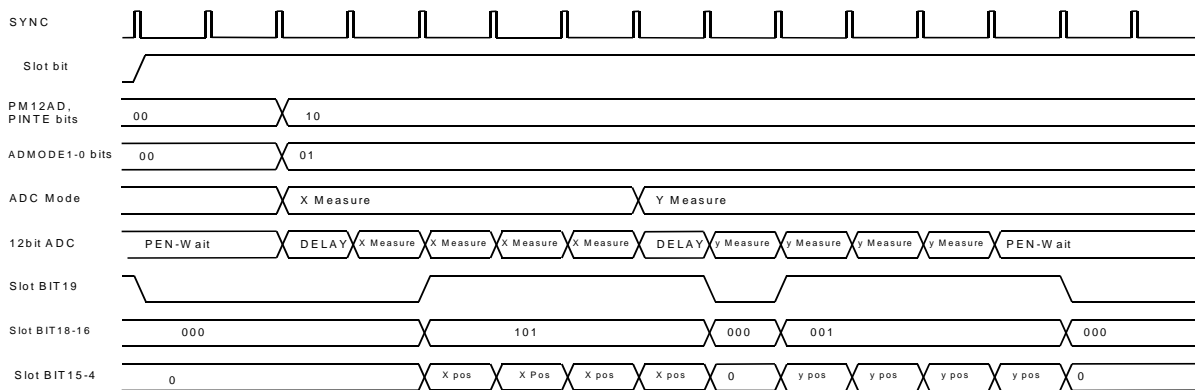 SYNC
Slot bit
PM12AD,
PINTE bits
00 10
ADMODE1-0 bits 00 01
ADC Mode X Measure Y Measure
12bit ADC PEN-Wait DELAY X Measure X Measure X Measure X Measure DELAY y Measure y Measure y Measure y Measure PEN-Wait
Slot BIT19
Slot BIT18-16 000 101 000 001 000
Slot BIT15-4 0 X pos X Pos X pos X pos 0 y pos y pos y pos y pos 0